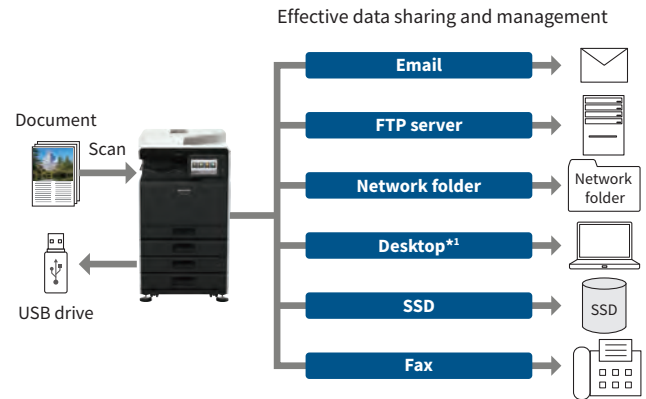 Effective data sharing and management
Email
Document
FTP server
Scan
Network folder
Network
folder
Desktop*¹
USB drive
SSD
SSD
Fax